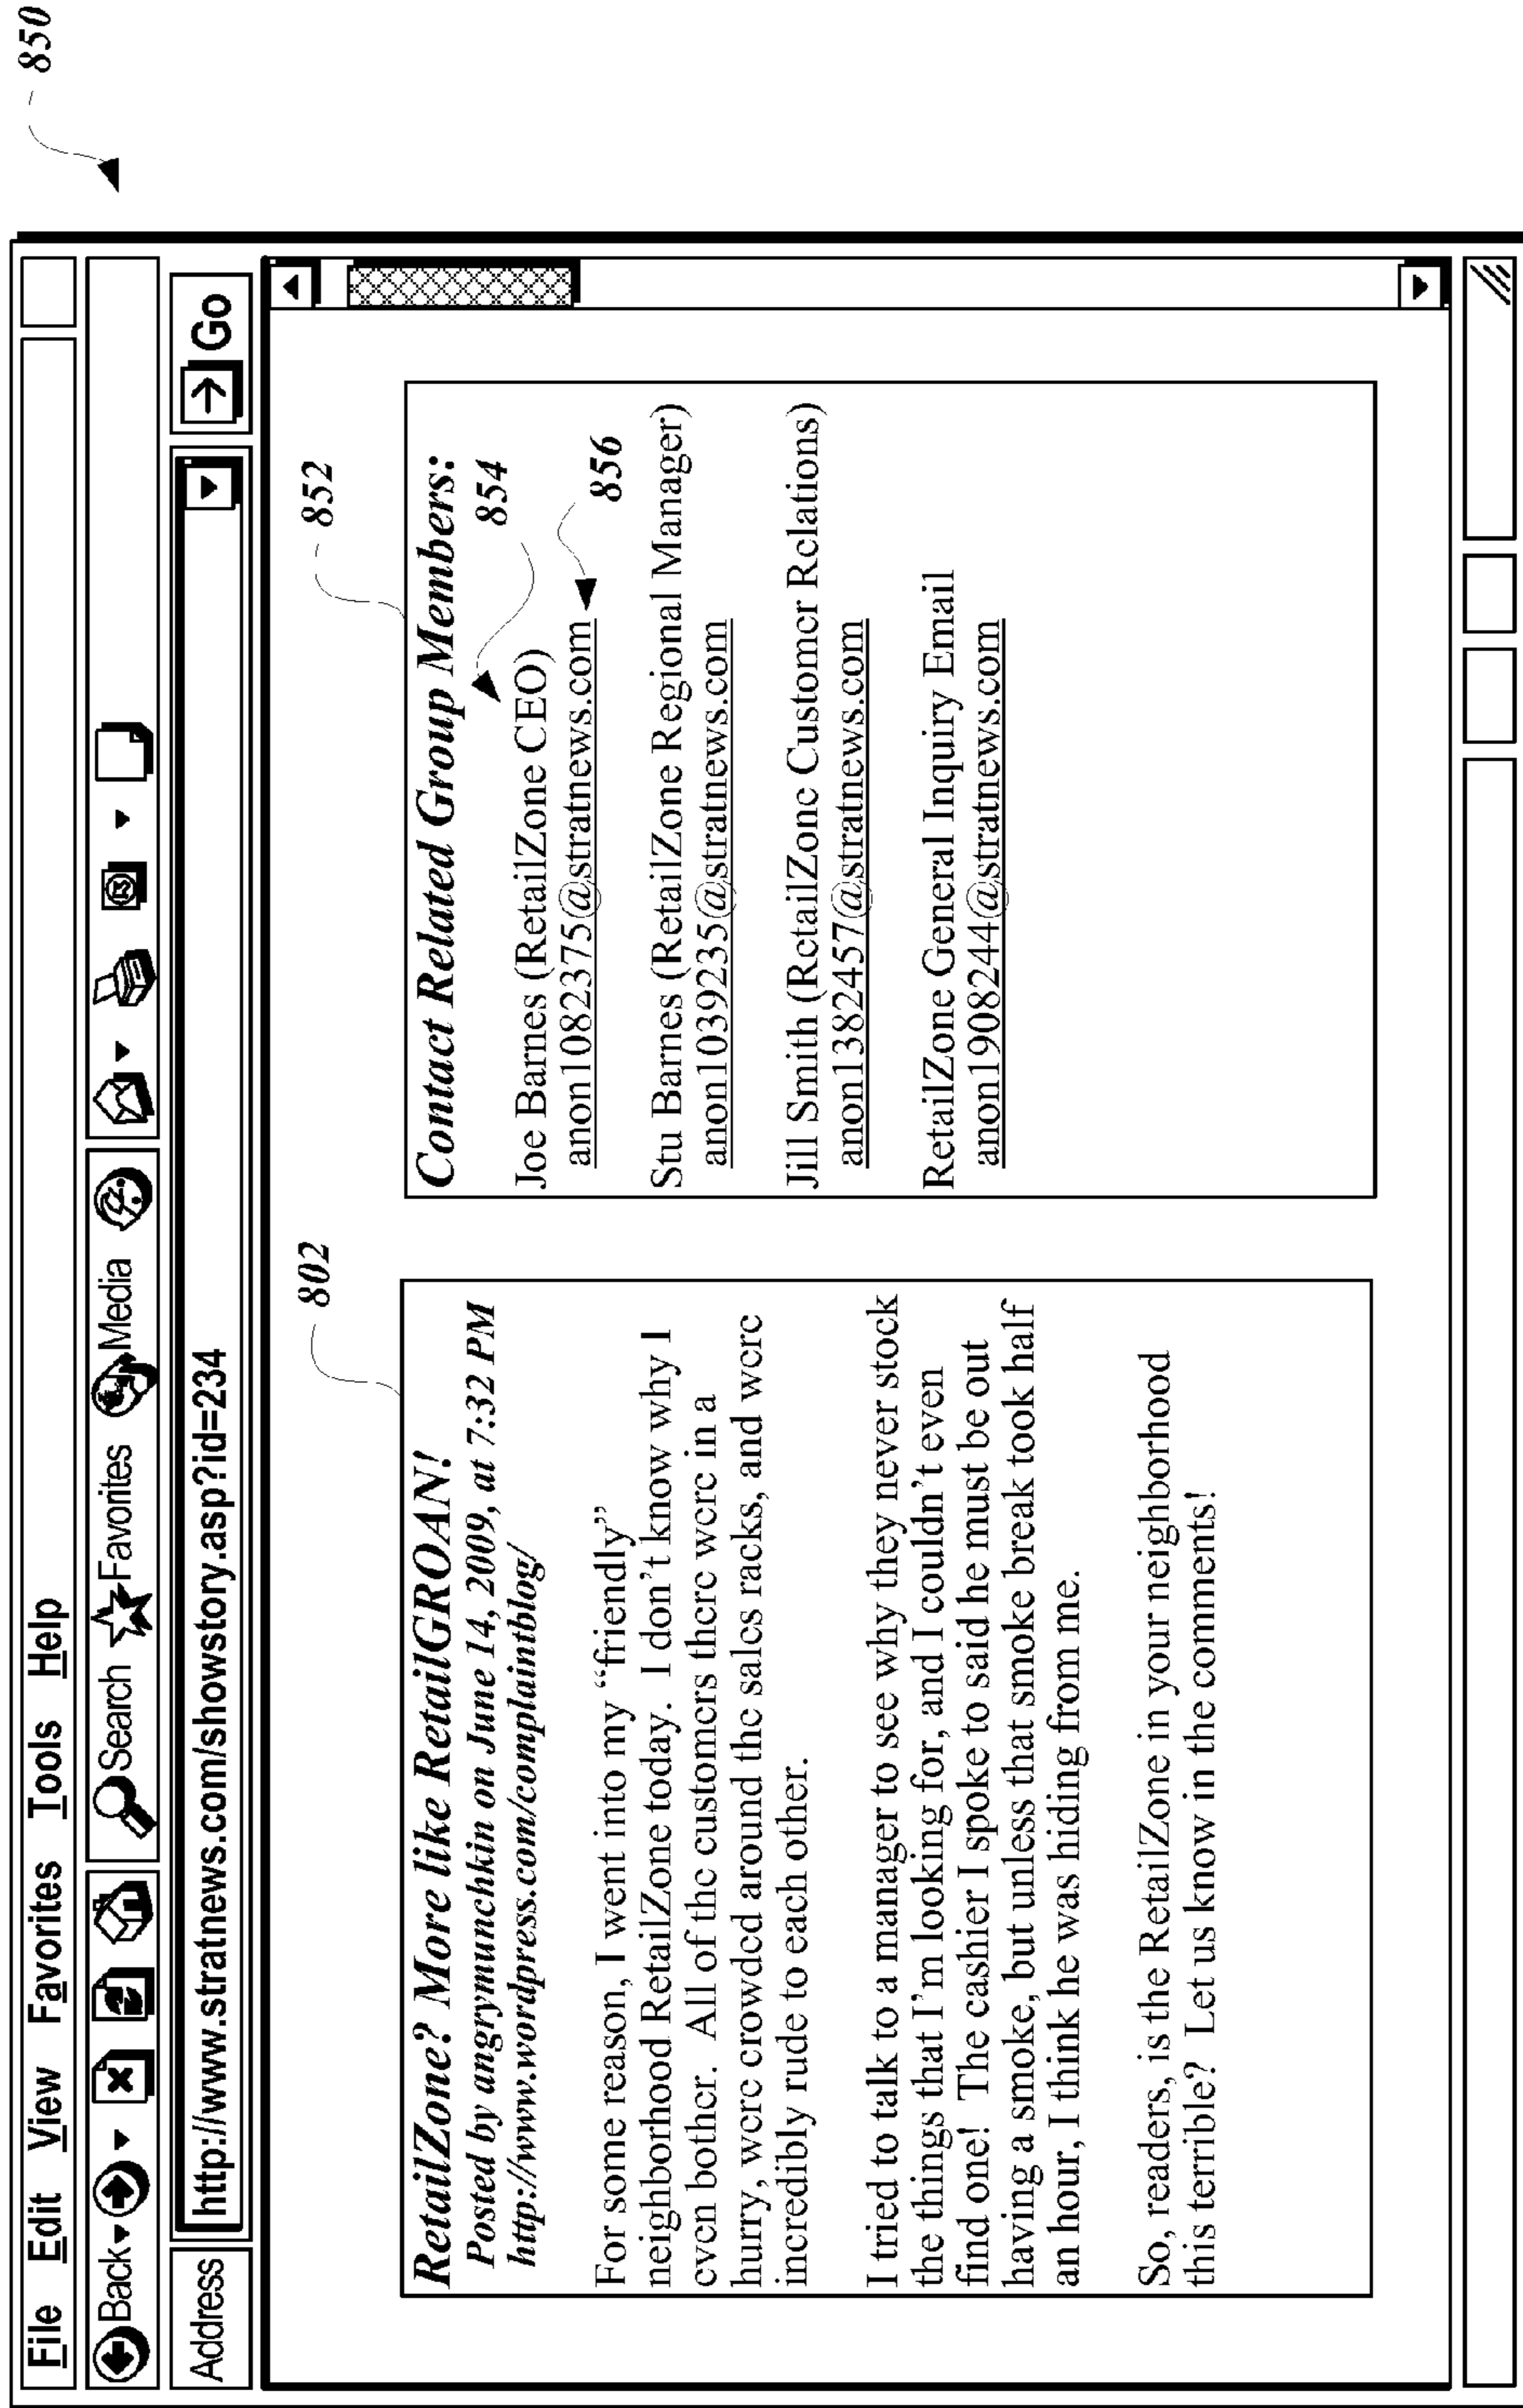 850
File Edit View Favorites Tools Help
Back Search Favorites Media
Address http://www.stratnews.com/showstory.asp?id=234 Go
802
RetailZone? More like RetailGROAN!
Posted by angrymunchkin on June 14, 2009, at 7:32 PM
http://www.wordpress.com/complaintblog/
For some reason, I went into my “friendly”
neighborhood RetailZone today. I don't know why I
even bother. All of the customers there were in a
hurry, were crowded around the sales racks, and were
incredibly rude to each other.
I tried to talk to a manager to see why they never stock
the things that I'm looking for, and I couldn't even
find one! The cashier I spoke to said he must be out
having a smoke, but unless that smoke break took half
an hour, I think he was hiding from me.
So, readers, is the RetailZone in your neighborhood
this terrible? Let us know in the comments!
852
Contact Related Group Members:
854
Joe Barnes (RetailZone CEO)
anon1082375@stratnews.com
856
Stu Barnes (RetailZone Regional Manager)
anon1039235@stratnews.com
Jill Smith (RetailZone Customer Relations)
anon1382457@stratnews.com
RetailZone General Inquiry Email
anon1908244@stratnews.com